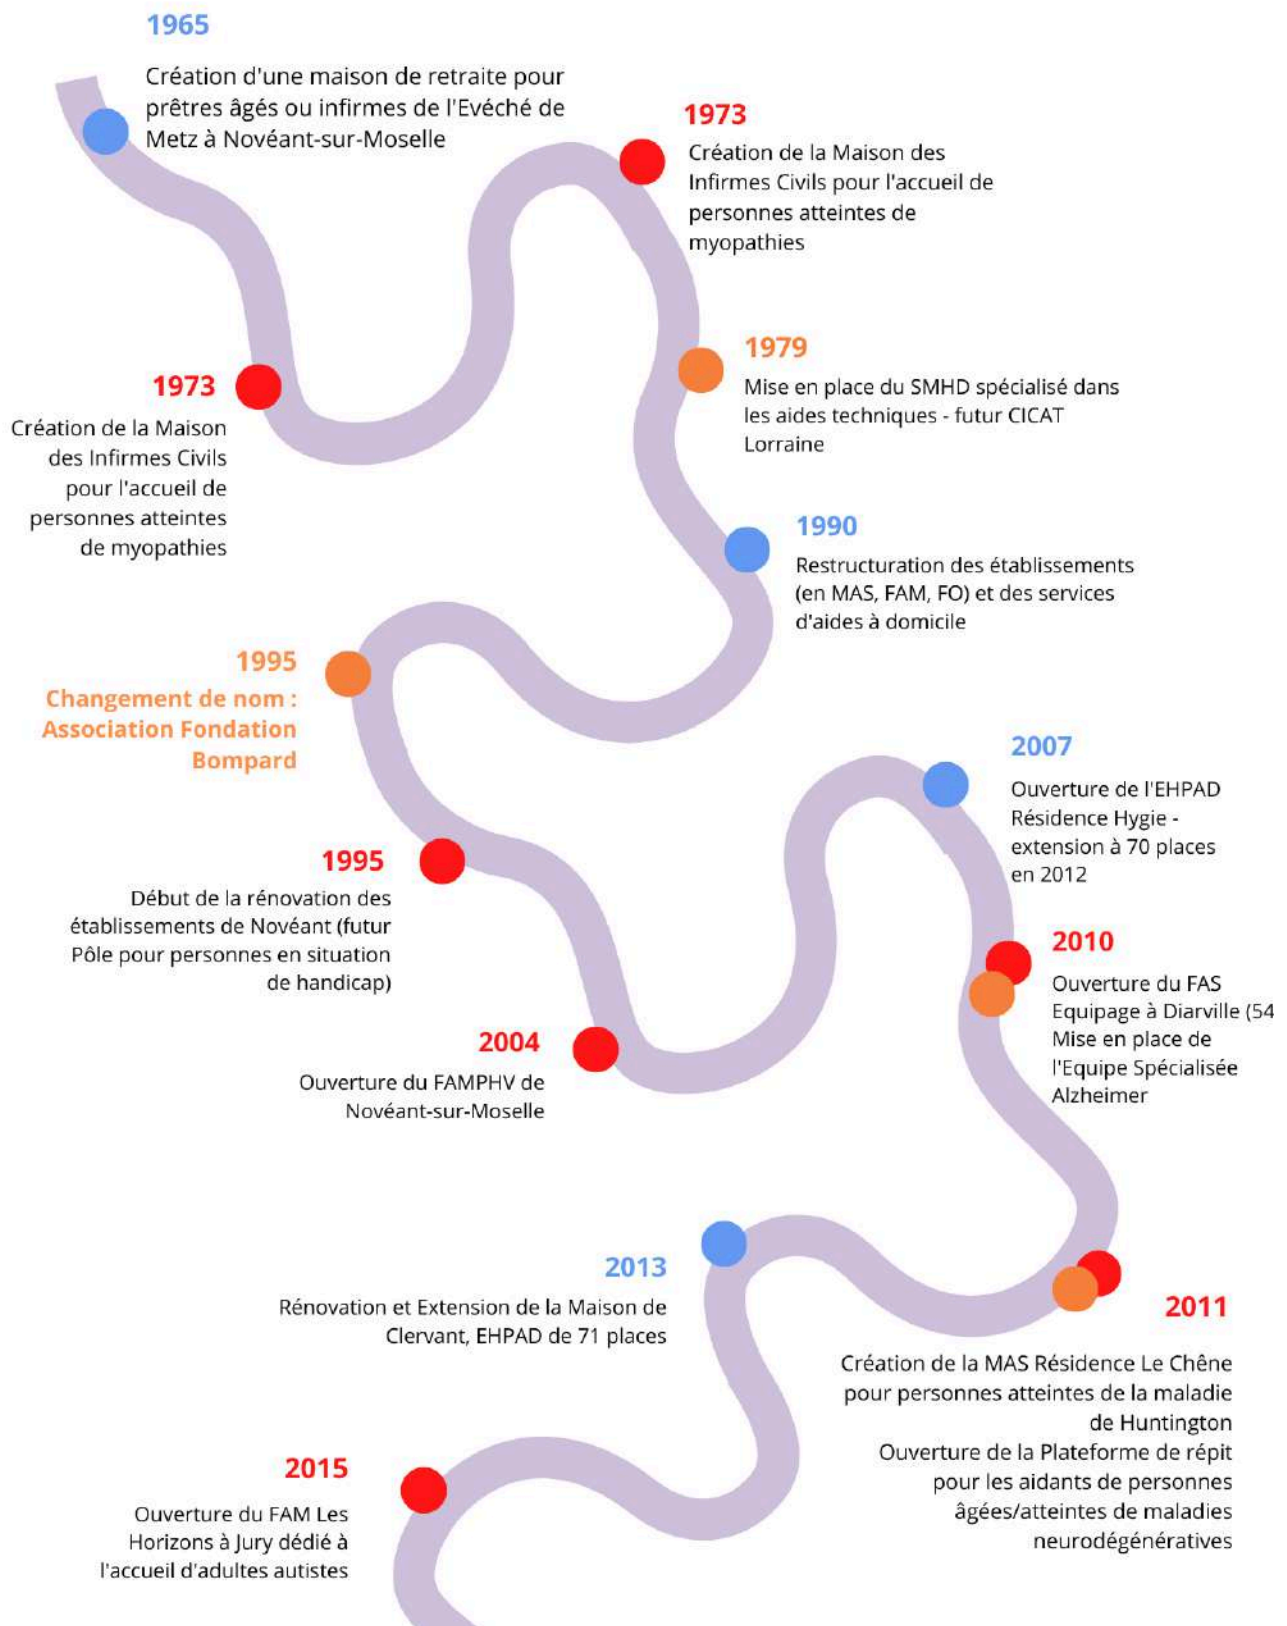 1965
Création d'une maison de retraite pour
prêtres âgés ou infirmes de l'Evéché de
Metz à Novéant-sur-Moselle
1973
Création de la Maison
des Infirmes Civils
pour l'accueil de
personnes atteintes
de myopathies
1973
Création de la Maison des
Infirmes Civils pour l'accueil de
personnes atteintes de
myopathies
1979
Mise en place du SMHD spécialisé dans
les aides techniques - futur CICAT
Lorraine
1990
Restructuration des établissements
(en MAS, FAM, FO) et des services
d'aides à domicile
1995
Changement de nom :
Association Fondation
Bompard
1995
Début de la rénovation des
établissements de Novéant (futur
Pôle pour personnes en situation
de handicap)
2004
Ouverture du FAMPHV de
Novéant-sur-Moselle
2007
Ouverture de l'EHPAD
Résidence Hygie -
extension à 70 places
en 2012
2010
Ouverture du FAS
Equipage à Diarville (54
Mise en place de
l'Equipe Spécialisée
Alzheimer
2011
Création de la MAS Résidence Le Chêne
pour personnes atteintes de la maladie
de Huntington
Ouverture de la Plateforme de répit
pour les aidants de personnes
âgées/atteintes de maladies
neurodégénératives
2013
Rénovation et Extension de la Maison de
Clervant, EHPAD de 71 places
2015
Ouverture du FAM Les
Horizons à Jury dédié à
l'accueil d'adultes autistes